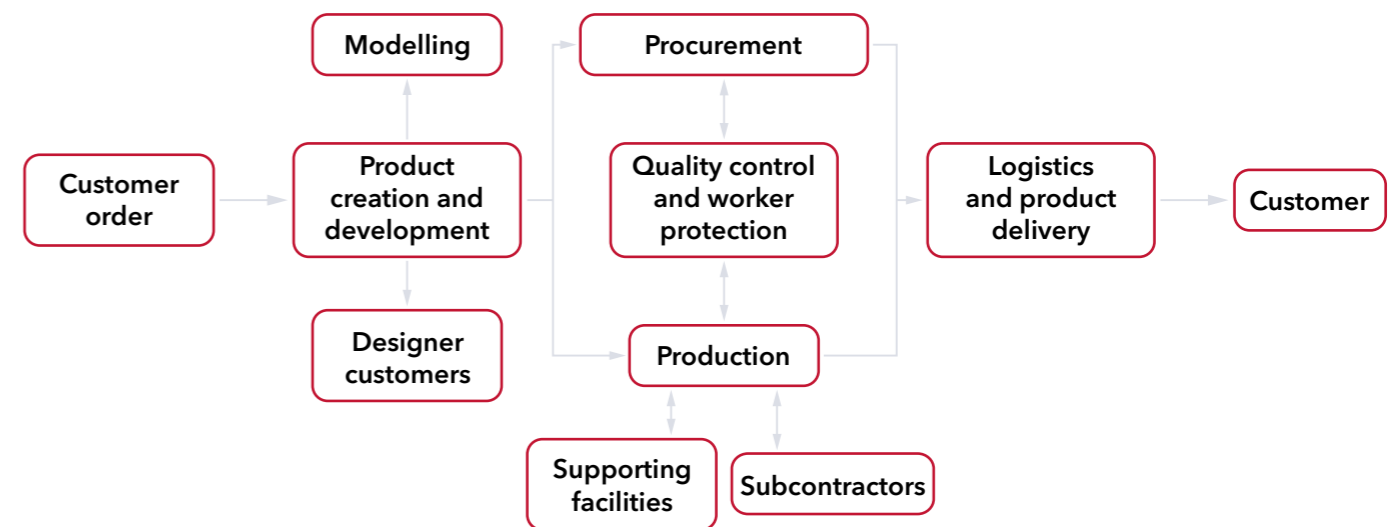 Modelling
Procurement
Customer
order
Product
creation and
development
Quality control
and worker
protection
Logistics
and product
delivery
Customer
Designer
customers
Production
Supporting
facilities
Subcontractors